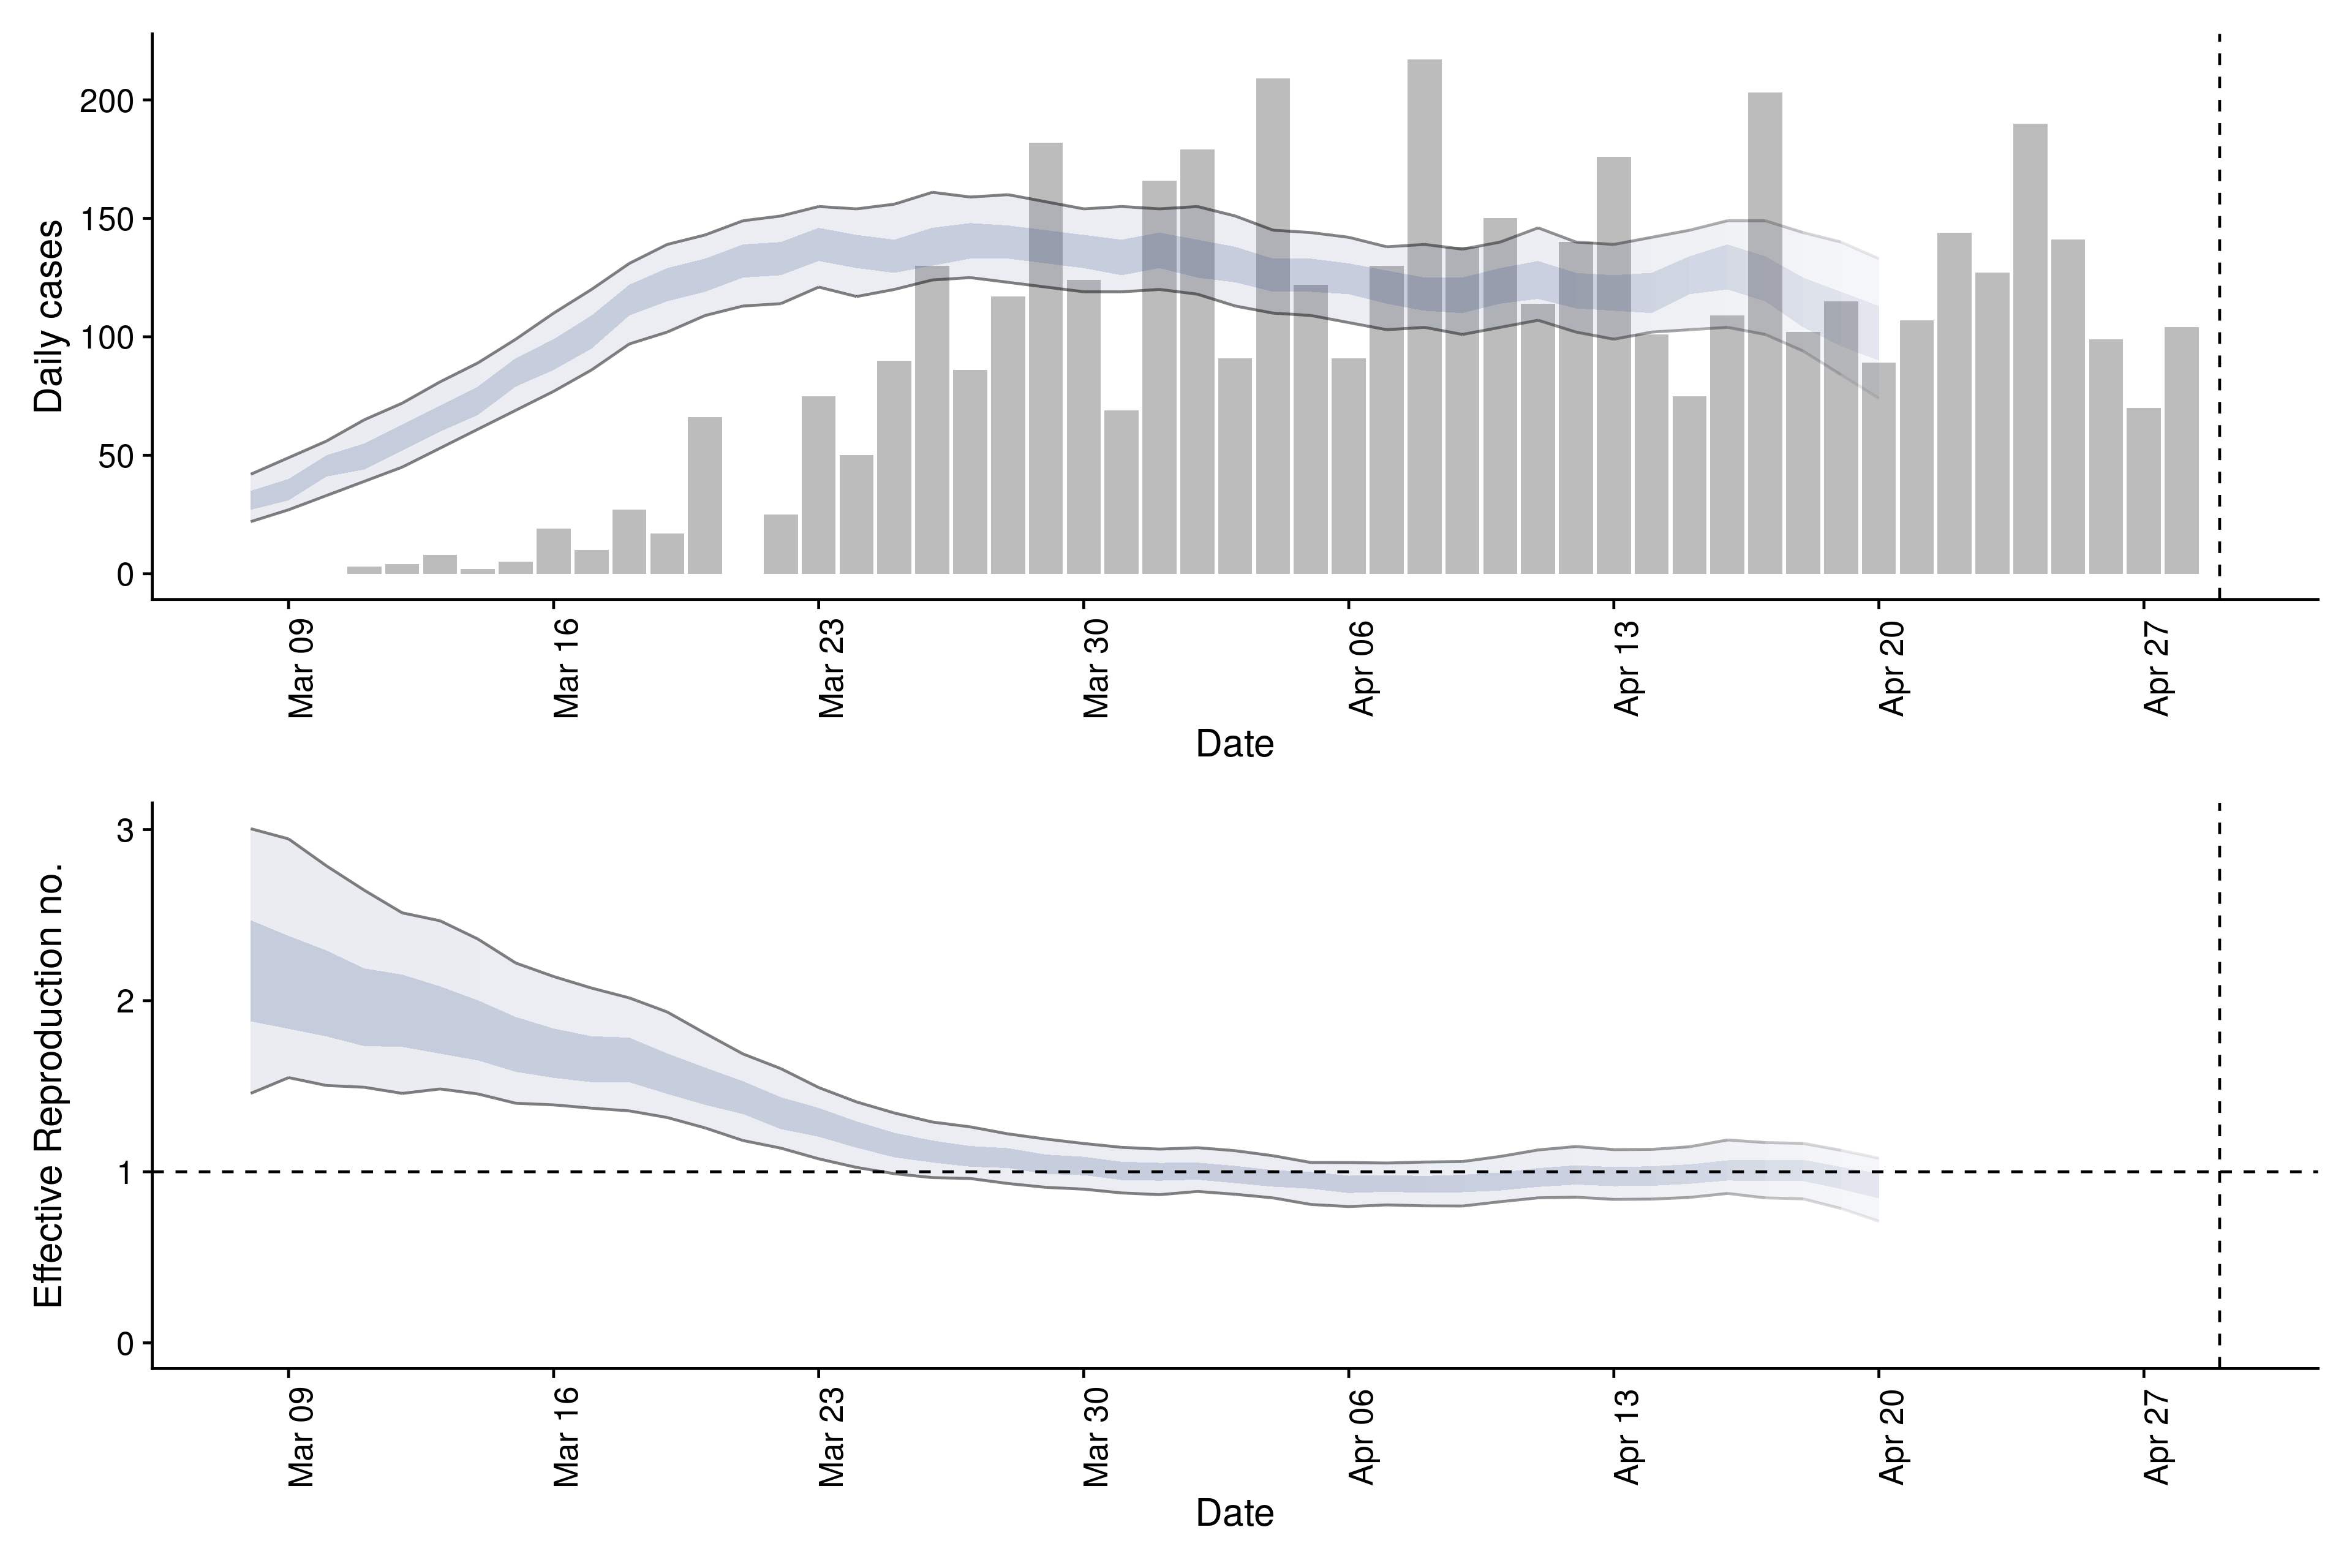 Daily cases
200
150
100
50
0
Mar 09
Mar 16
Mar 23
Mar 30
Apr 06
Apr 13
Apr 20
Apr 27
Date
Effective Reproduction no.
3
2
1
0
Mar 09
Mar 16
Mar 23
Mar 30
Apr 06
Apr 13
Apr 20
Apr 27
Date